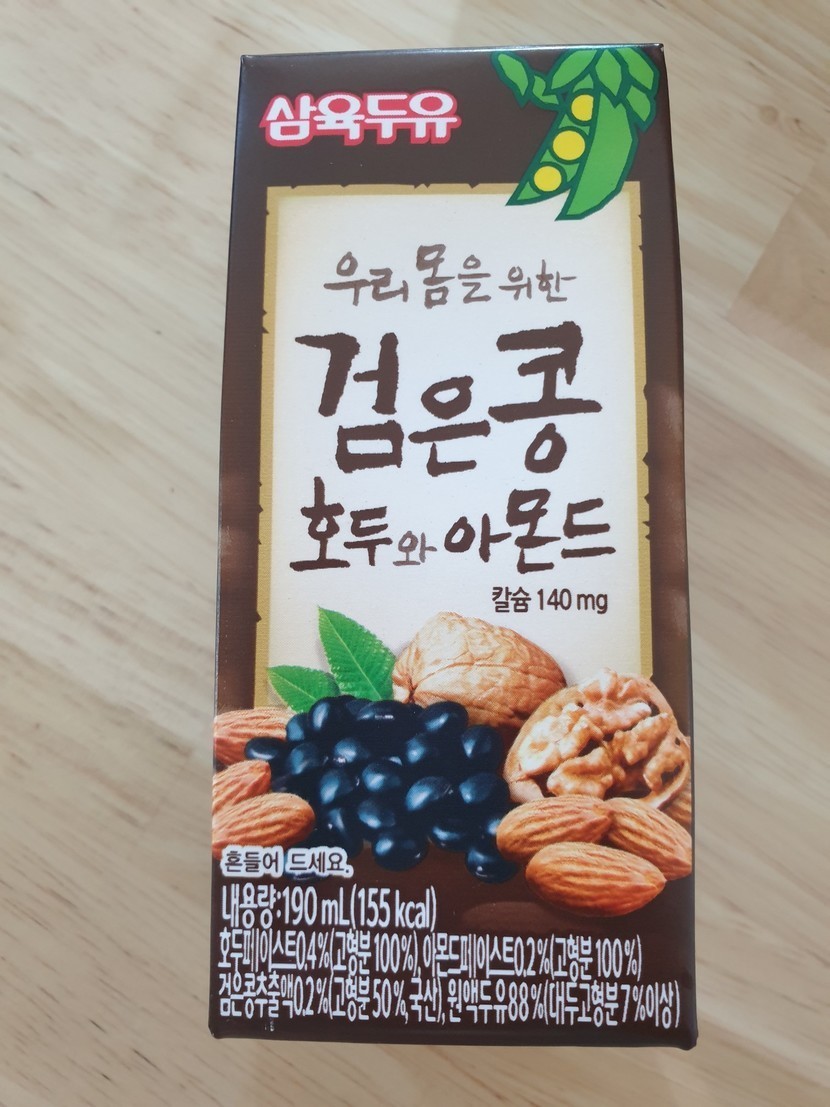 삼육두유
우리 몸을 위한
검은콩
호두와 아몬드
칼슘 140 mg
흔들어 드세요.
내용량:190 mL(155 kcal)
호두페이스트0.4%(고형분 100%), 아몬드페이스트0.2%(고형분 100%)
검은콩추출액0.2%(고형분 50%, 국산), 원액두유88%(대두고형분 7%이상)